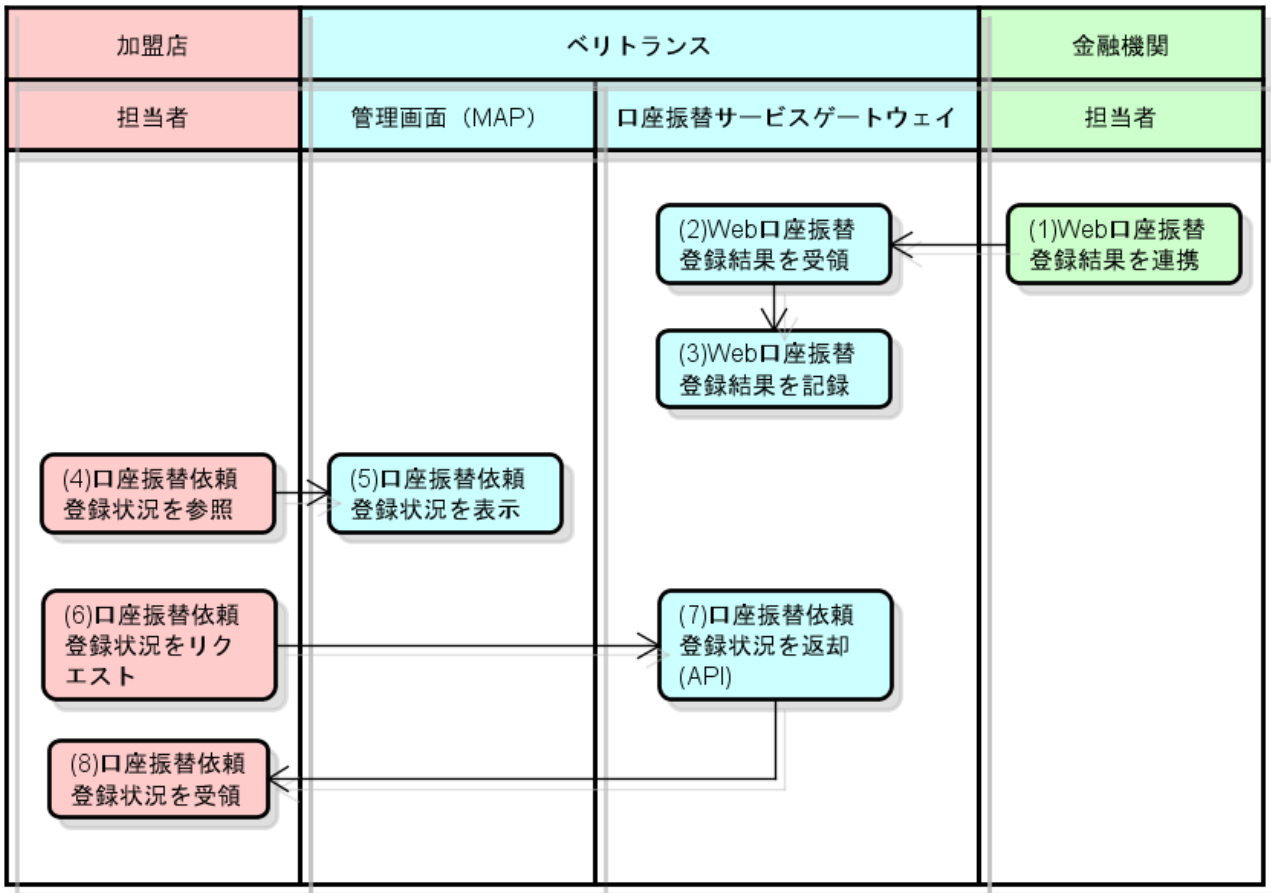 加盟店
ベリトランス
金融機関
担当者
管理画面（MAP）
口座振替サービスゲートウェイ
担当者
(2)Web口座振替
登録結果を受領
(1)Web口座振替
登録結果を連携
(3)Web口座振替
登録結果を記録
(4)口座振替依頼
登録状況を参照
(5)口座振替依頼
登録状況を表示
(6)口座振替依頼
登録状況をリク
エスト
(7)口座振替依頼
登録状況を返却
(API)
(8)口座振替依頼
登録状況を受領